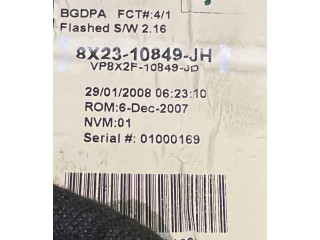 BGDPA FCT#:4/1
Flashed S/W 2.16
8X23-10849-JH
VP8X2F-10849-JD
29/01/2008 06:23:10
ROM:6-Dec-2007
NVM:01
Serial #: 01000169